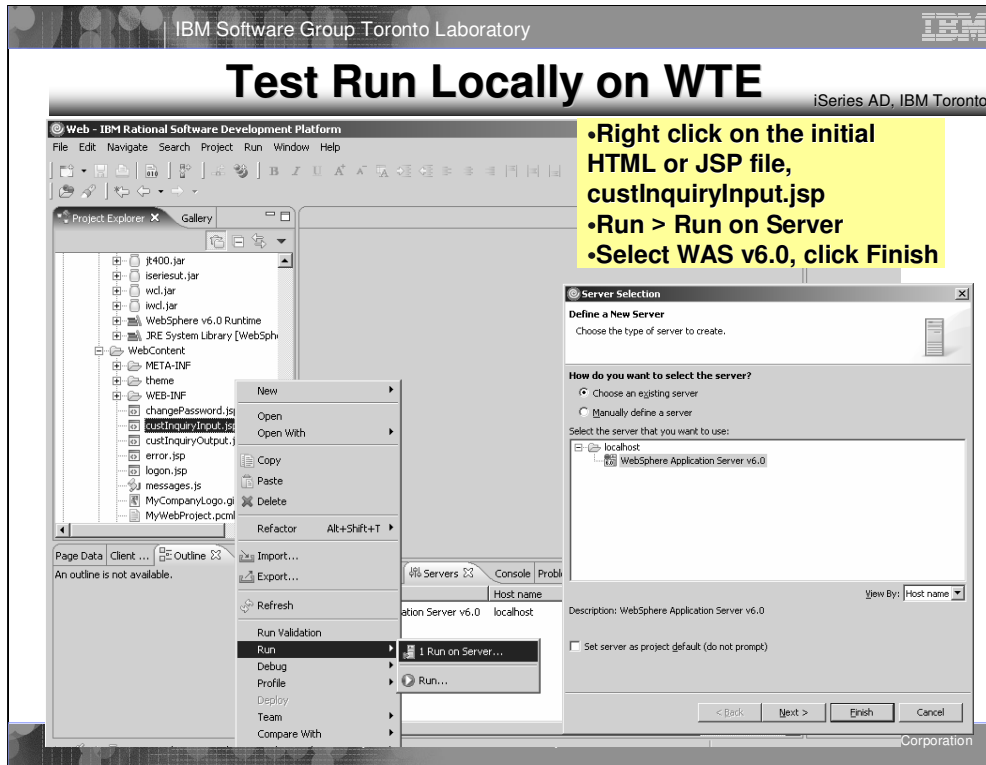 IBM Software Group Toronto Laboratory
IBM
Test Run Locally on WTE
iSeries AD, IBM Toronto
•Right click on the initial
HTML or JSP file,
custInquiryInput.jsp
•Run > Run on Server
•Select WAS v6.0, click Finish
Web - IBM Rational Software Development Platform
File Edit Navigate Search Project Run Window Help
B I U
Project Explorer Gallery
jt400.jar
iseriesut.jar
wcl.jar
iwcl.jar
WebSphere v6.0 Runtime
JRE System Library [WebSph
WebContent
META-INF
theme
WEB-INF
changePassword.js
custInquiryInput.jsp
custInquiryOutput.j
error.jsp
logon.jsp
messages.js
MyCompanyLogo.gi
MyWebProject.pcml
Page Data Client ... Outline
An outline is not available.
New
Open
Open With
Copy
Paste
Delete
Refactor Alt+Shift+T
Import...
Export...
Refresh
Run Validation
Run
Debug
Profile
Deploy
Team
Compare With
1 Run on Server...
Run...
Servers Console Probl
Host name
ation Server v6.0 localhost
Server Selection
Define a New Server
Choose the type of server to create.
How do you want to select the server?
Choose an existing server
Manually define a server
Select the server that you want to use:
localhost
WebSphere Application Server v6.0
View By: Host name
Description: WebSphere Application Server v6.0
Set server as project default (do not prompt)
< Back Next > Finish Cancel
Corporation